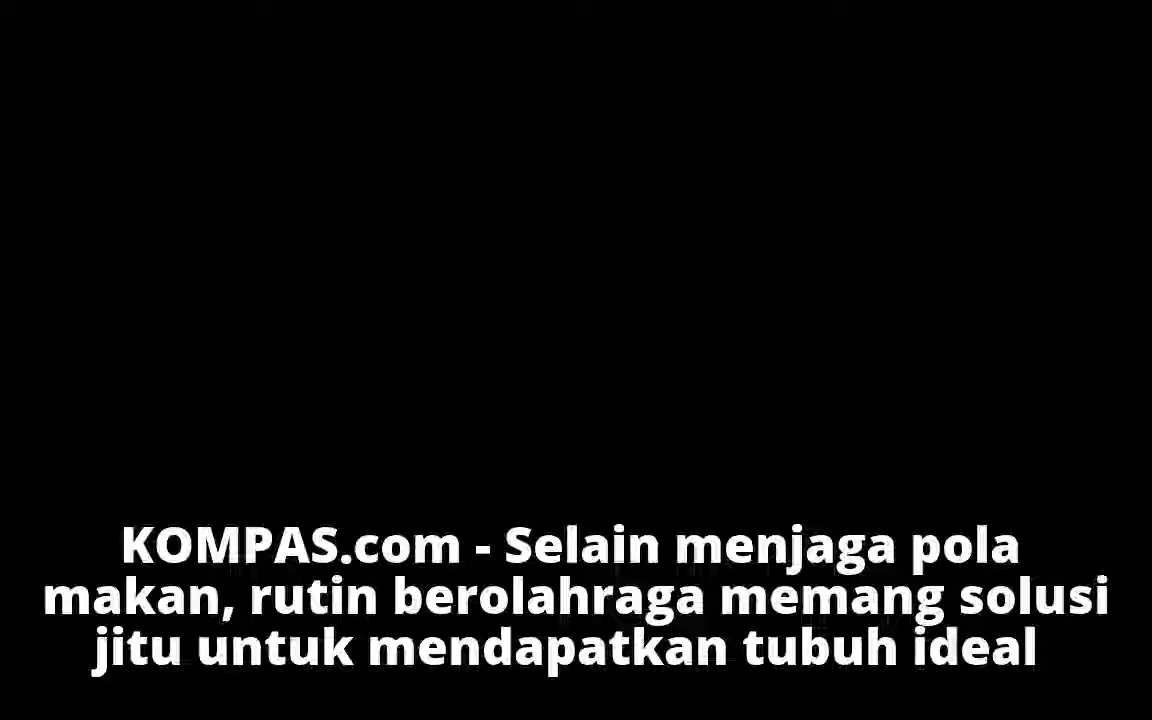 KOMPAS.com - Selain menjaga pola
makan, rutin berolahraga memang solusi
jitu untuk mendapatkan tubuh ideal